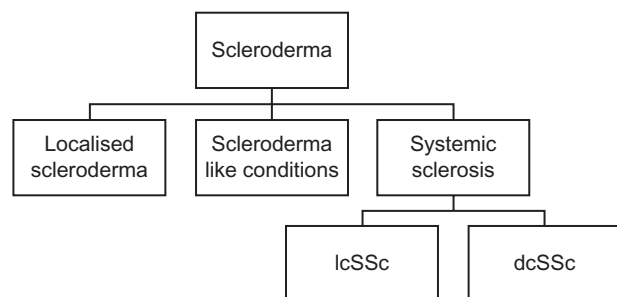 Scleroderma
Localised
scleroderma
Scleroderma
like conditions
Systemic
sclerosis
lcSSc
dcSSc